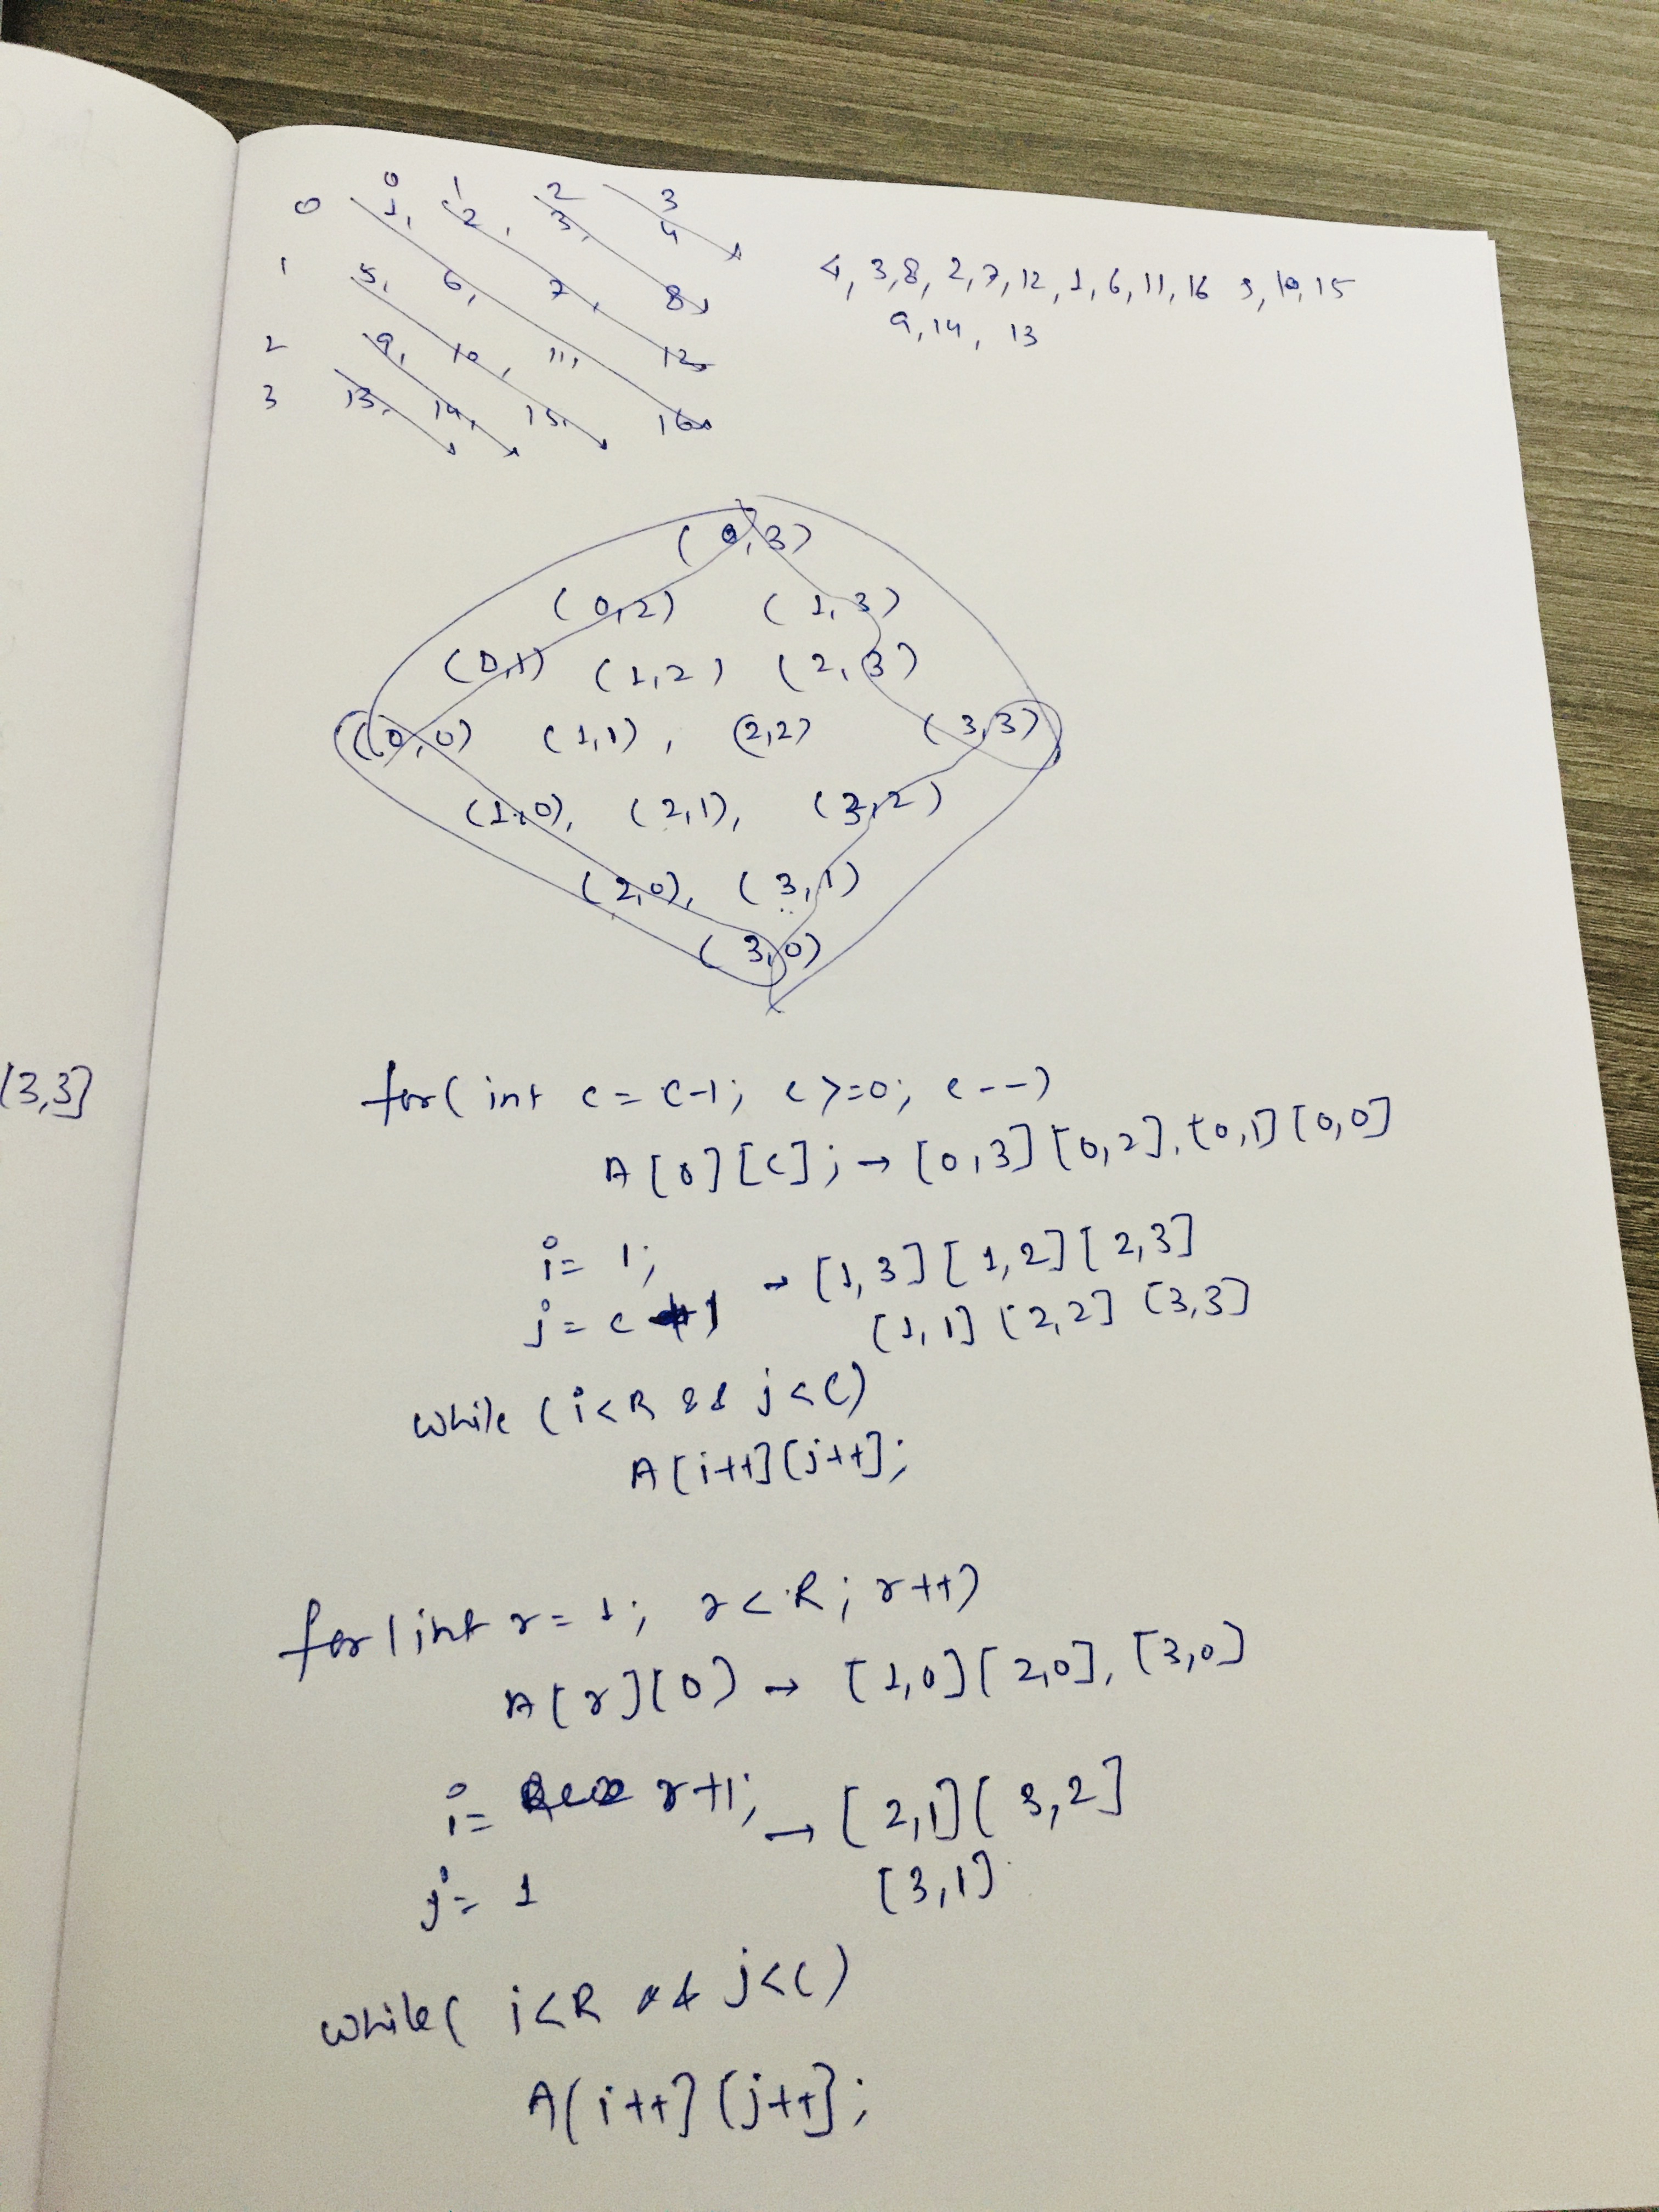 0 1 2 3
0 1, 2, 3, 4
1 5, 6, 7, 8
2 9, 10, 11, 12
3 13, 14, 15, 16
4, 3, 8, 2, 7, 12, 1, 6, 11, 16 5, 10, 15
9, 14, 13
(0,3)
(0,2) (1,3)
(0,1) (1,2) (2,3)
(0,0) (1,1), (2,2) (3,3)
(1,0), (2,1), (3,2)
(2,0), (3,1)
(3,0)
(3,3]
for( int c = C-1; c>=0; c--)
A[0][c]; → [0,3][0,2],[0,1][0,0]
i= 1; → [1,3][1,2][2,3]
j= c+1 [1,1] [2,2] [3,3]
while (i<R && j<C)
A[i++][j++];
for(int r= 1; r<R; r++)
A[r][0] → [1,0][2,0], [3,0]
i= r+1; → [2,1][3,2]
j= 1 [3,1]
while( i<R && j<C)
A[i++][j++];